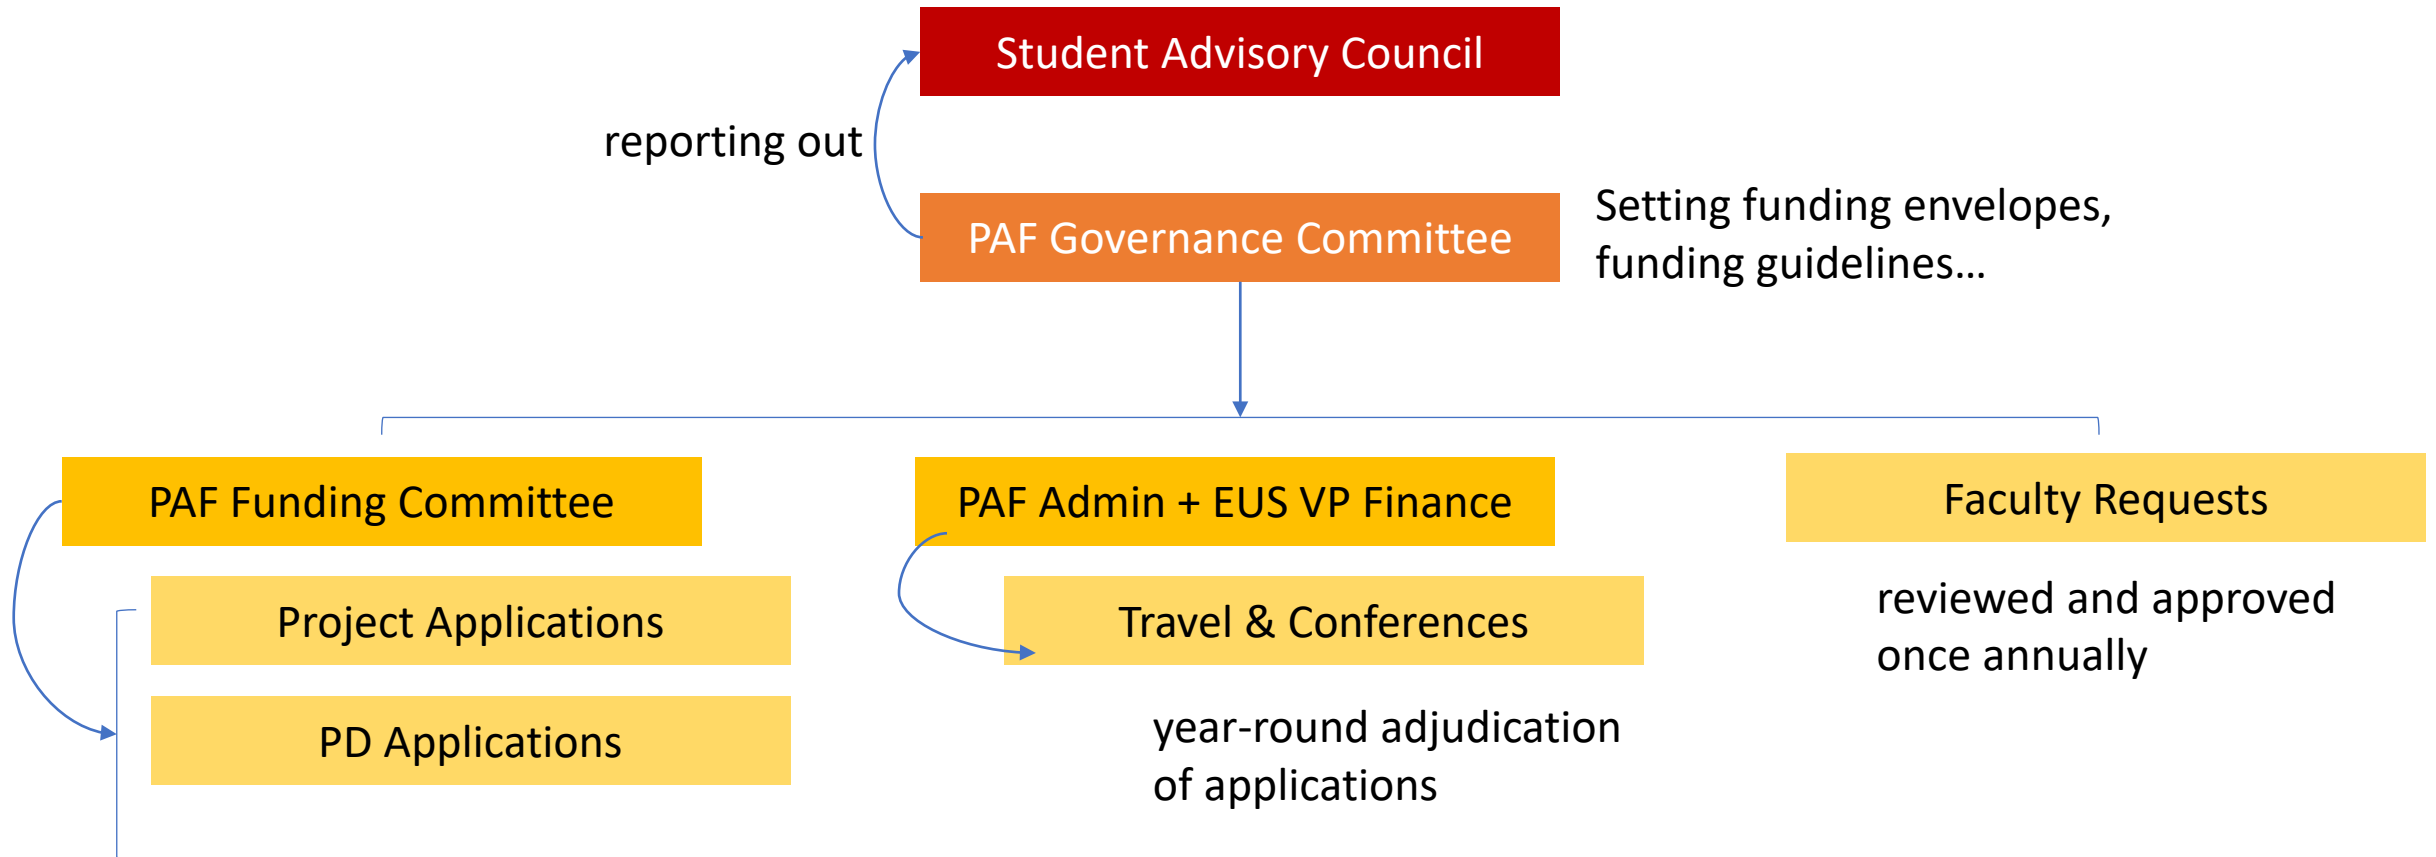 Student Advisory Council
reporting out
PAF Governance Committee
Setting funding envelopes,
funding guidelines…
PAF Funding Committee
PAF Admin + EUS VP Finance
Faculty Requests
Project Applications
PD Applications
Travel & Conferences
year-round adjudication
of applications
reviewed and approved
once annually